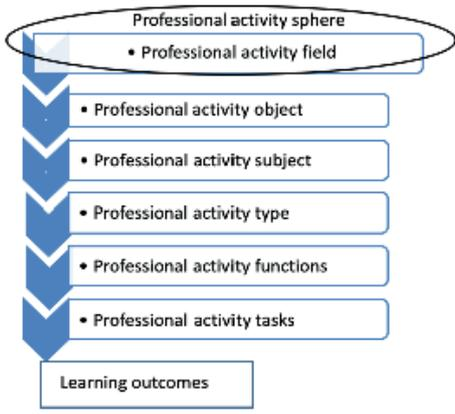 Professional activity sphere
• Professional activity field
• Professional activity object
• Professional activity subject
• Professional activity type
• Professional activity functions
• Professional activity tasks
Learning outcomes